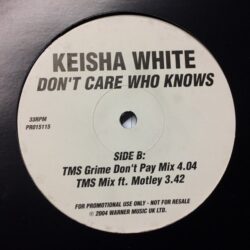 KEISHA WHITE
DON'T CARE WHO KNOWS
33RPM
PRO15115
SIDE B:
TMS Grime Don't Pay Mix 4.04
TMS Mix ft. Motley 3.42
FOR PROMOTIONAL USE ONLY - NOT FOR RESALE
℗ 2004 WARNER MUSIC UK LTD.